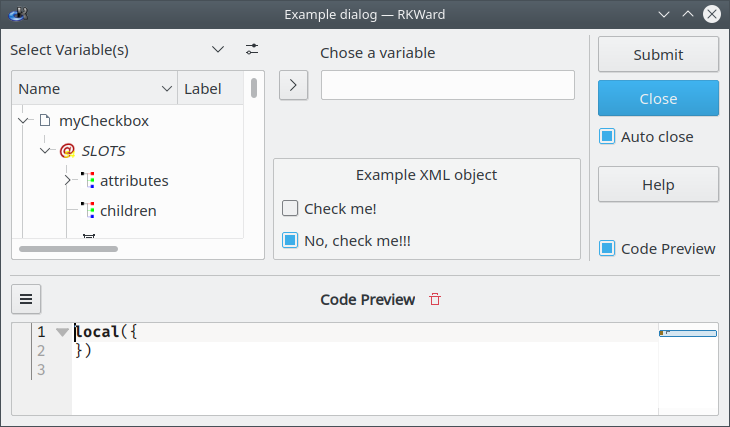 Example dialog — RKWard
Select Variable(s)
Name
Label
myCheckbox
SLOTS
attributes
children
Chose a variable
Example XML object
Check me!
No, check me!!!
Submit
Close
Auto close
Help
Code Preview
Code Preview
1 local({
2 })
3